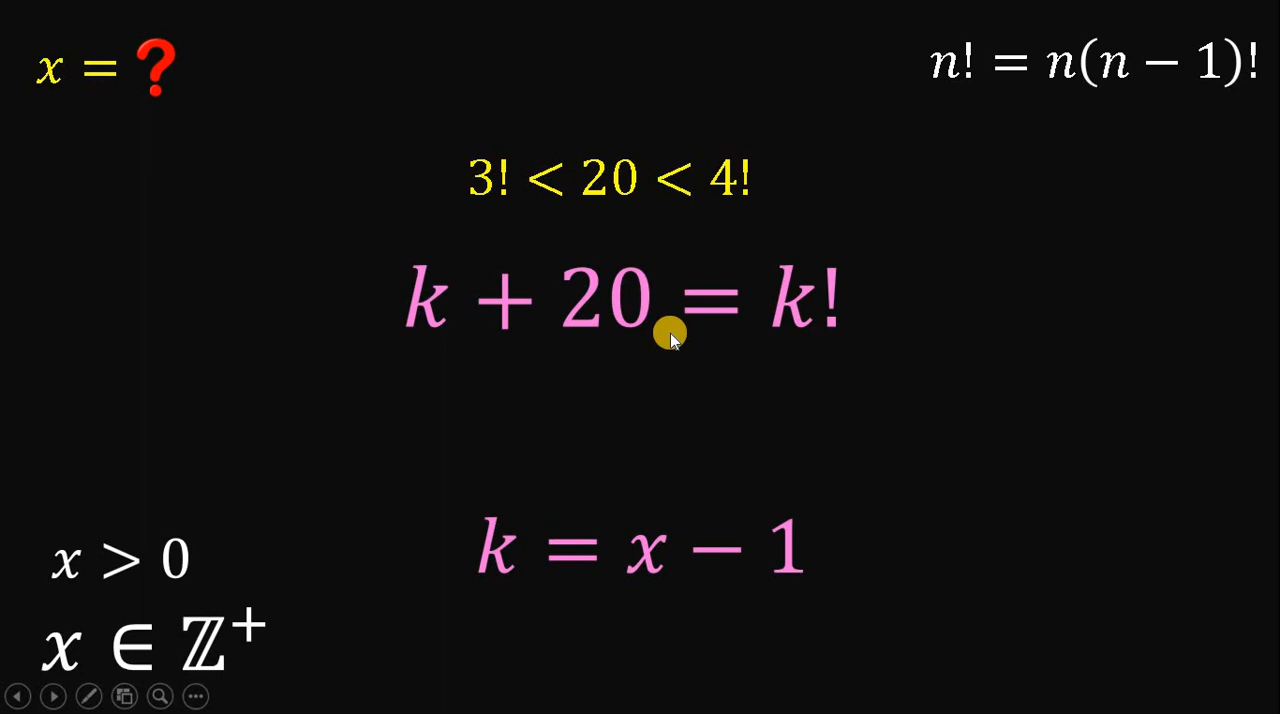 x = ❓
n! = n(n − 1)!
3! < 20 < 4!
k + 20 = k!
k = x − 1
x > 0
x ∈ ℤ⁺